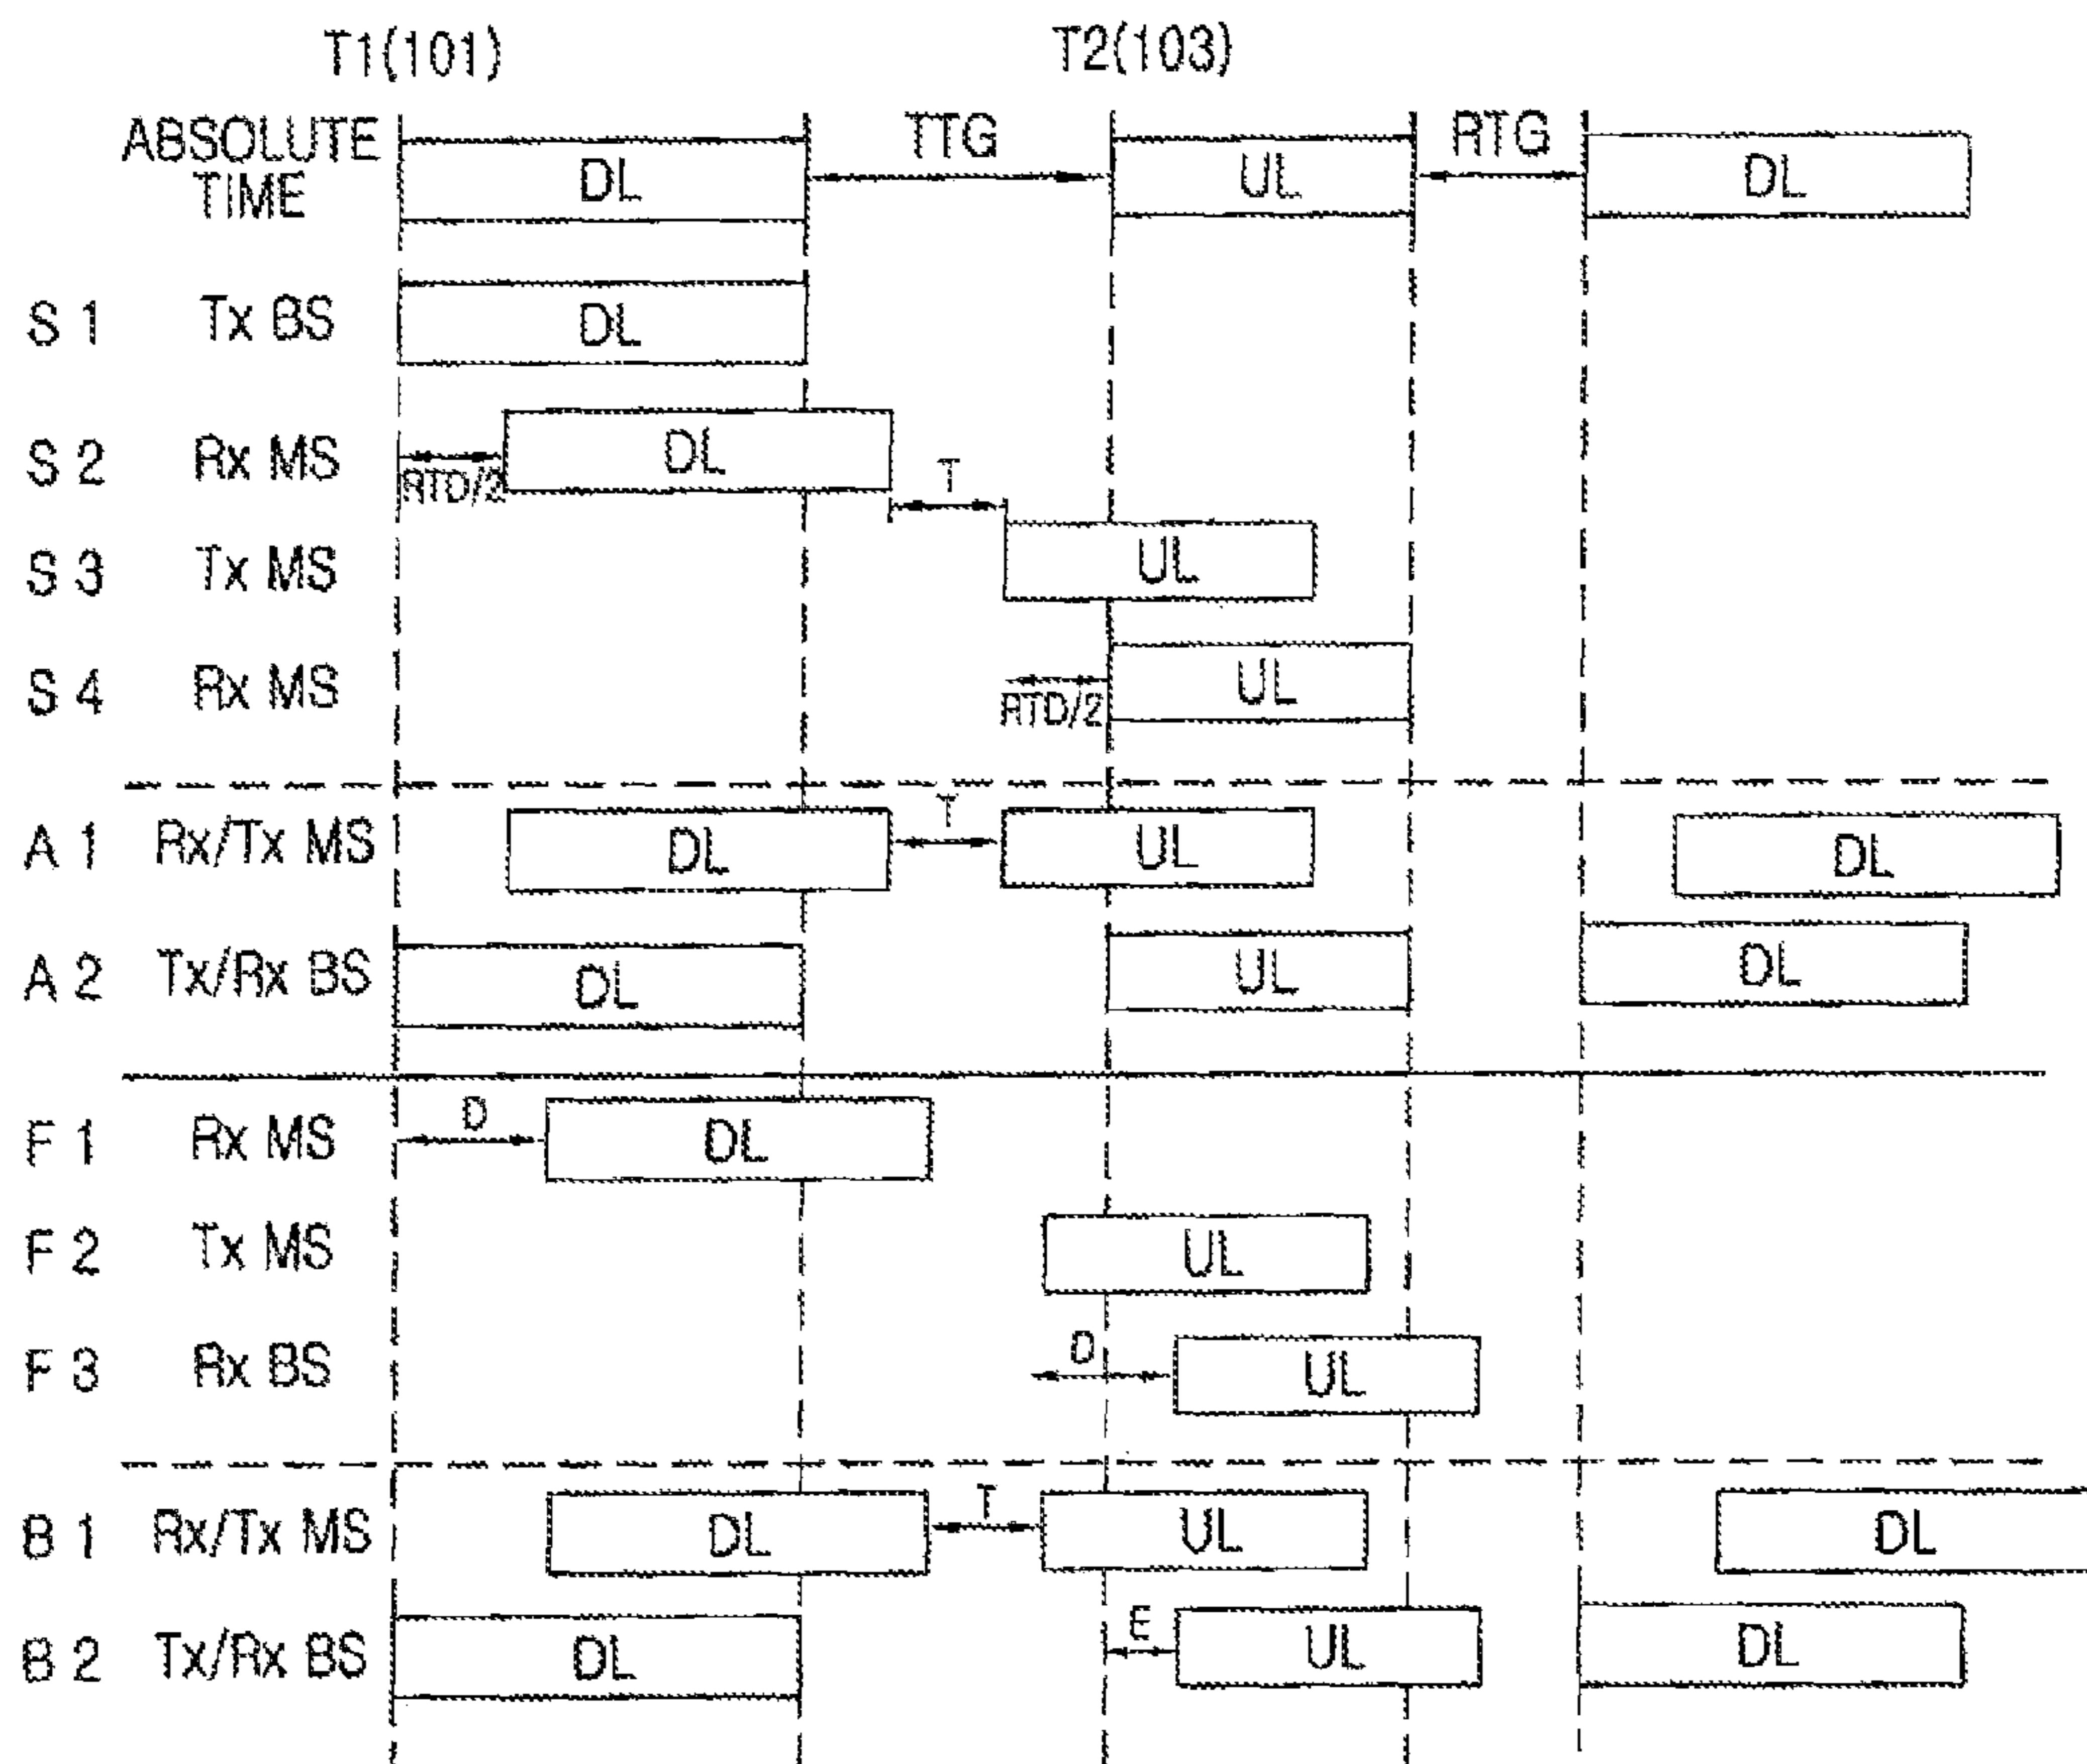 T1(101) T2(103)
ABSOLUTE TIME DL TTG UL RTG DL
S 1 Tx BS DL
S 2 Rx MS RTD/2 DL T
S 3 Tx MS UL
S 4 Rx MS RTD/2 UL
A 1 Rx/Tx MS DL T UL DL
A 2 Tx/Rx BS DL UL DL
F 1 Rx MS D DL
F 2 Tx MS UL
F 3 Rx BS D UL
B 1 Rx/Tx MS DL T UL DL
B 2 Tx/Rx BS DL E UL DL